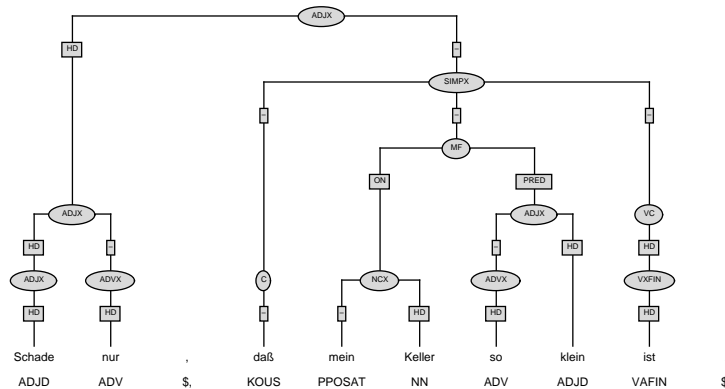 ADJX
HD –
SIMPX
– – –
MF
ON PRED
ADJX ADJX VC
HD – – HD HD
ADJX ADVX C NCX ADVX VXFIN
HD HD – – HD HD HD
Schade nur , daß mein Keller so klein ist
ADJD ADV $, KOUS PPOSAT NN ADV ADJD VAFIN